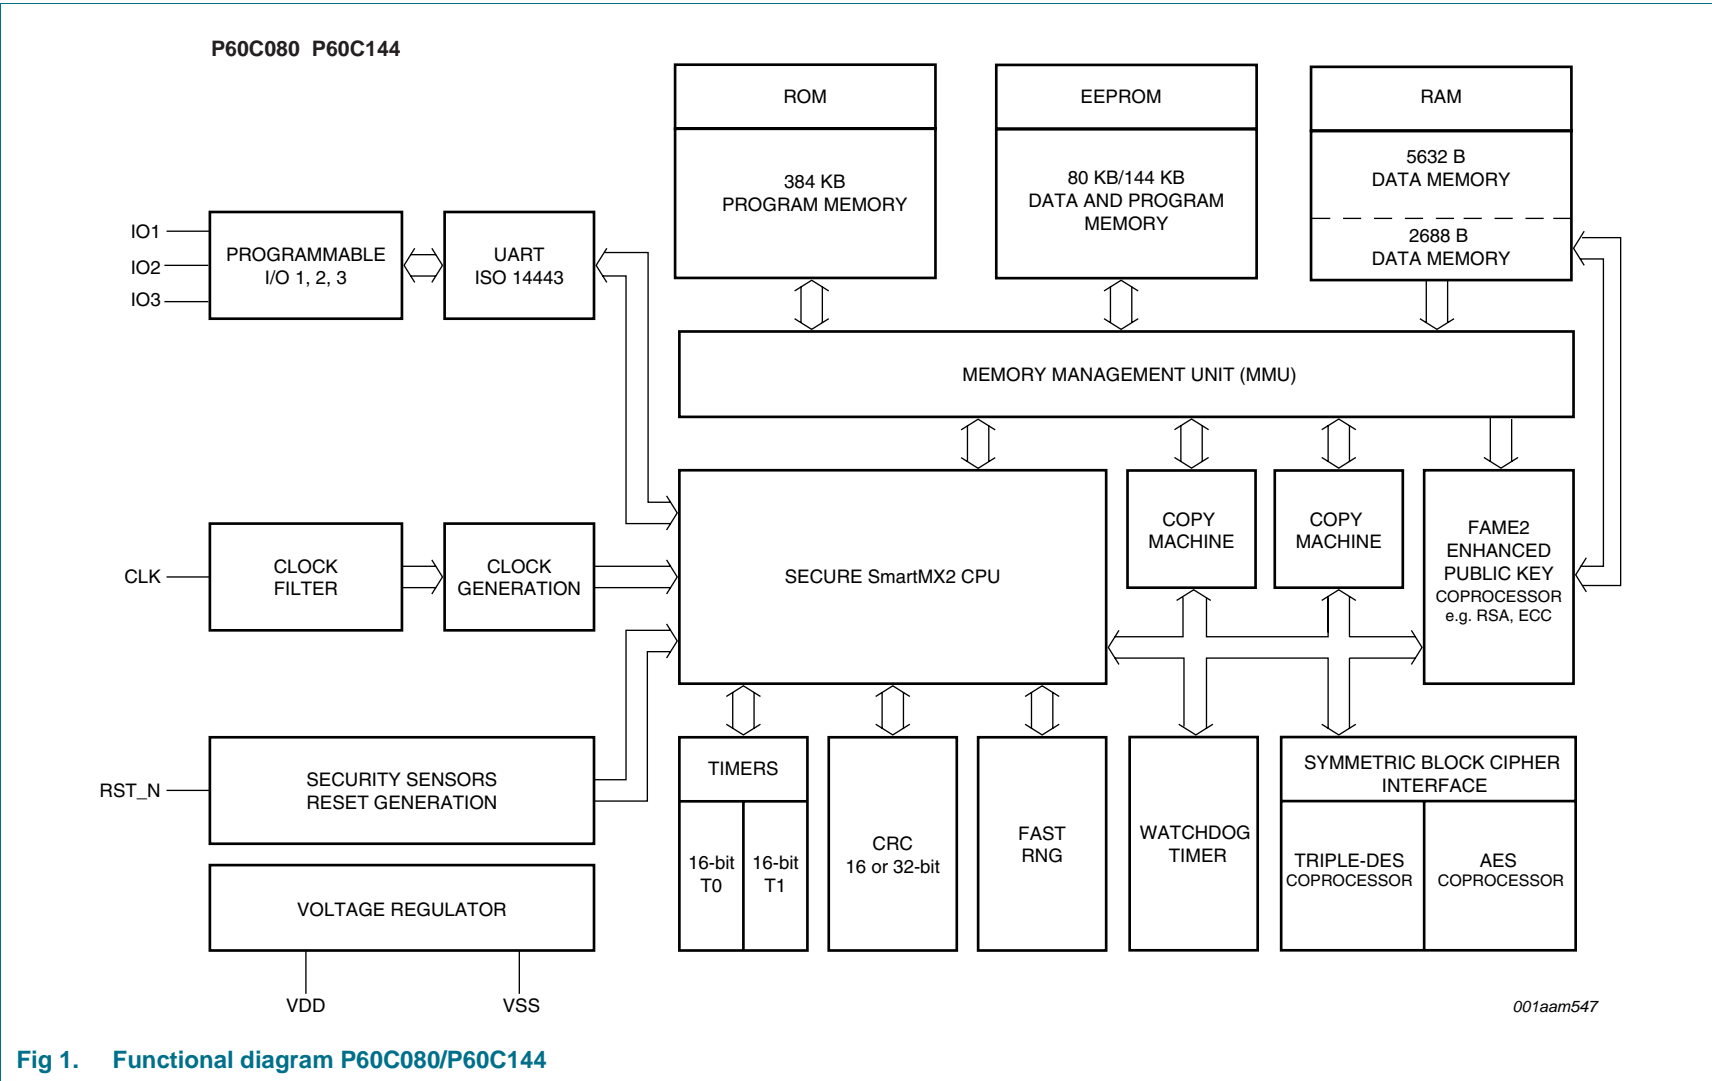 P60C080 P60C144
ROM
384 KB
PROGRAM MEMORY
EEPROM
80 KB/144 KB
DATA AND PROGRAM
MEMORY
RAM
5632 B
DATA MEMORY
2688 B
DATA MEMORY
IO1
IO2
IO3
PROGRAMMABLE
I/O 1, 2, 3
UART
ISO 14443
MEMORY MANAGEMENT UNIT (MMU)
CLK
CLOCK
FILTER
CLOCK
GENERATION
SECURE SmartMX2 CPU
COPY
MACHINE
COPY
MACHINE
FAME2
ENHANCED
PUBLIC KEY
COPROCESSOR
e.g. RSA, ECC
RST_N
SECURITY SENSORS
RESET GENERATION
TIMERS
16-bit
T0
16-bit
T1
CRC
16 or 32-bit
FAST
RNG
WATCHDOG
TIMER
SYMMETRIC BLOCK CIPHER
INTERFACE
TRIPLE-DES
COPROCESSOR
AES
COPROCESSOR
VOLTAGE REGULATOR
VDD
VSS
001aam547
Fig 1. Functional diagram P60C080/P60C144